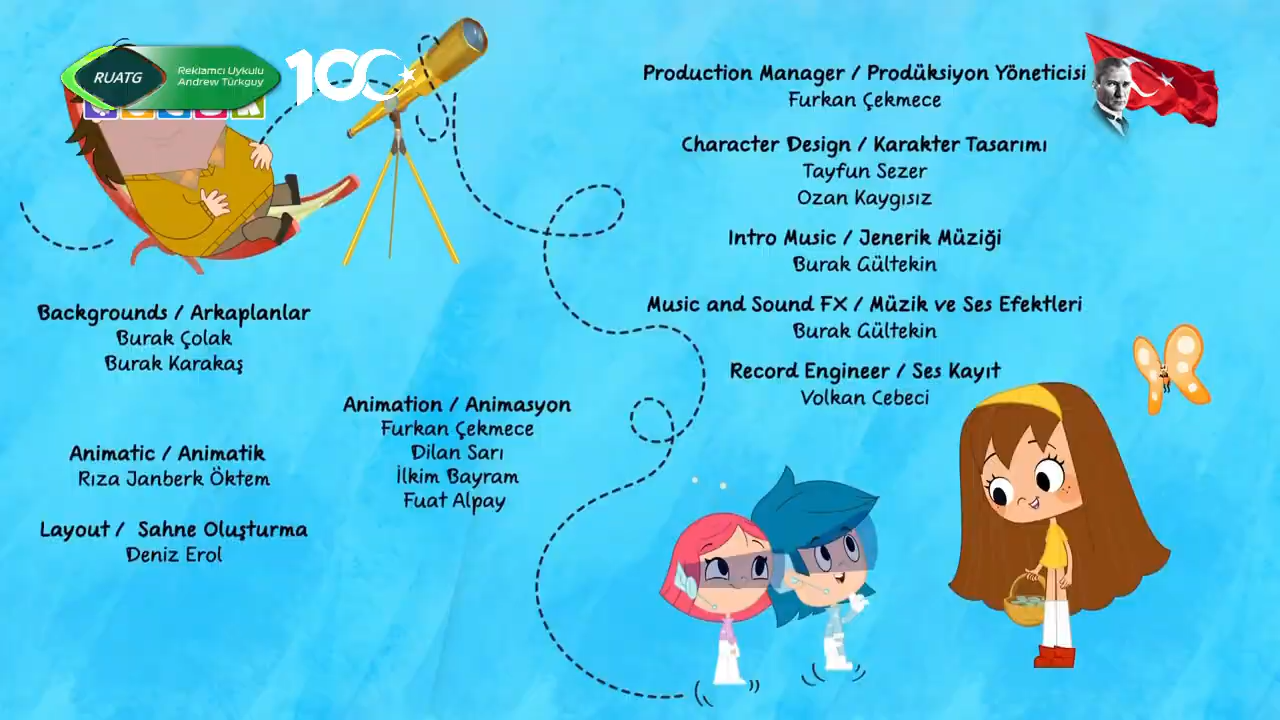 RUATG
Reklamcı Uykulu
Andrew Türkguy
100
Backgrounds / Arkaplanlar
Burak Çolak
Burak Karakaş
Animatic / Animatik
Rıza Janberk Öktem
Layout / Sahne Oluşturma
Deniz Erol
Animation / Animasyon
Furkan Çekmece
Dilan Sarı
İlkim Bayram
Fuat Alpay
Production Manager / Prodüksiyon Yöneticisi
Furkan Çekmece
Character Design / Karakter Tasarımı
Tayfun Sezer
Ozan Kaygısız
Intro Music / Jenerik Müziği
Burak Gültekin
Music and Sound FX / Müzik ve Ses Efektleri
Burak Gültekin
Record Engineer / Ses Kayıt
Volkan Cebeci